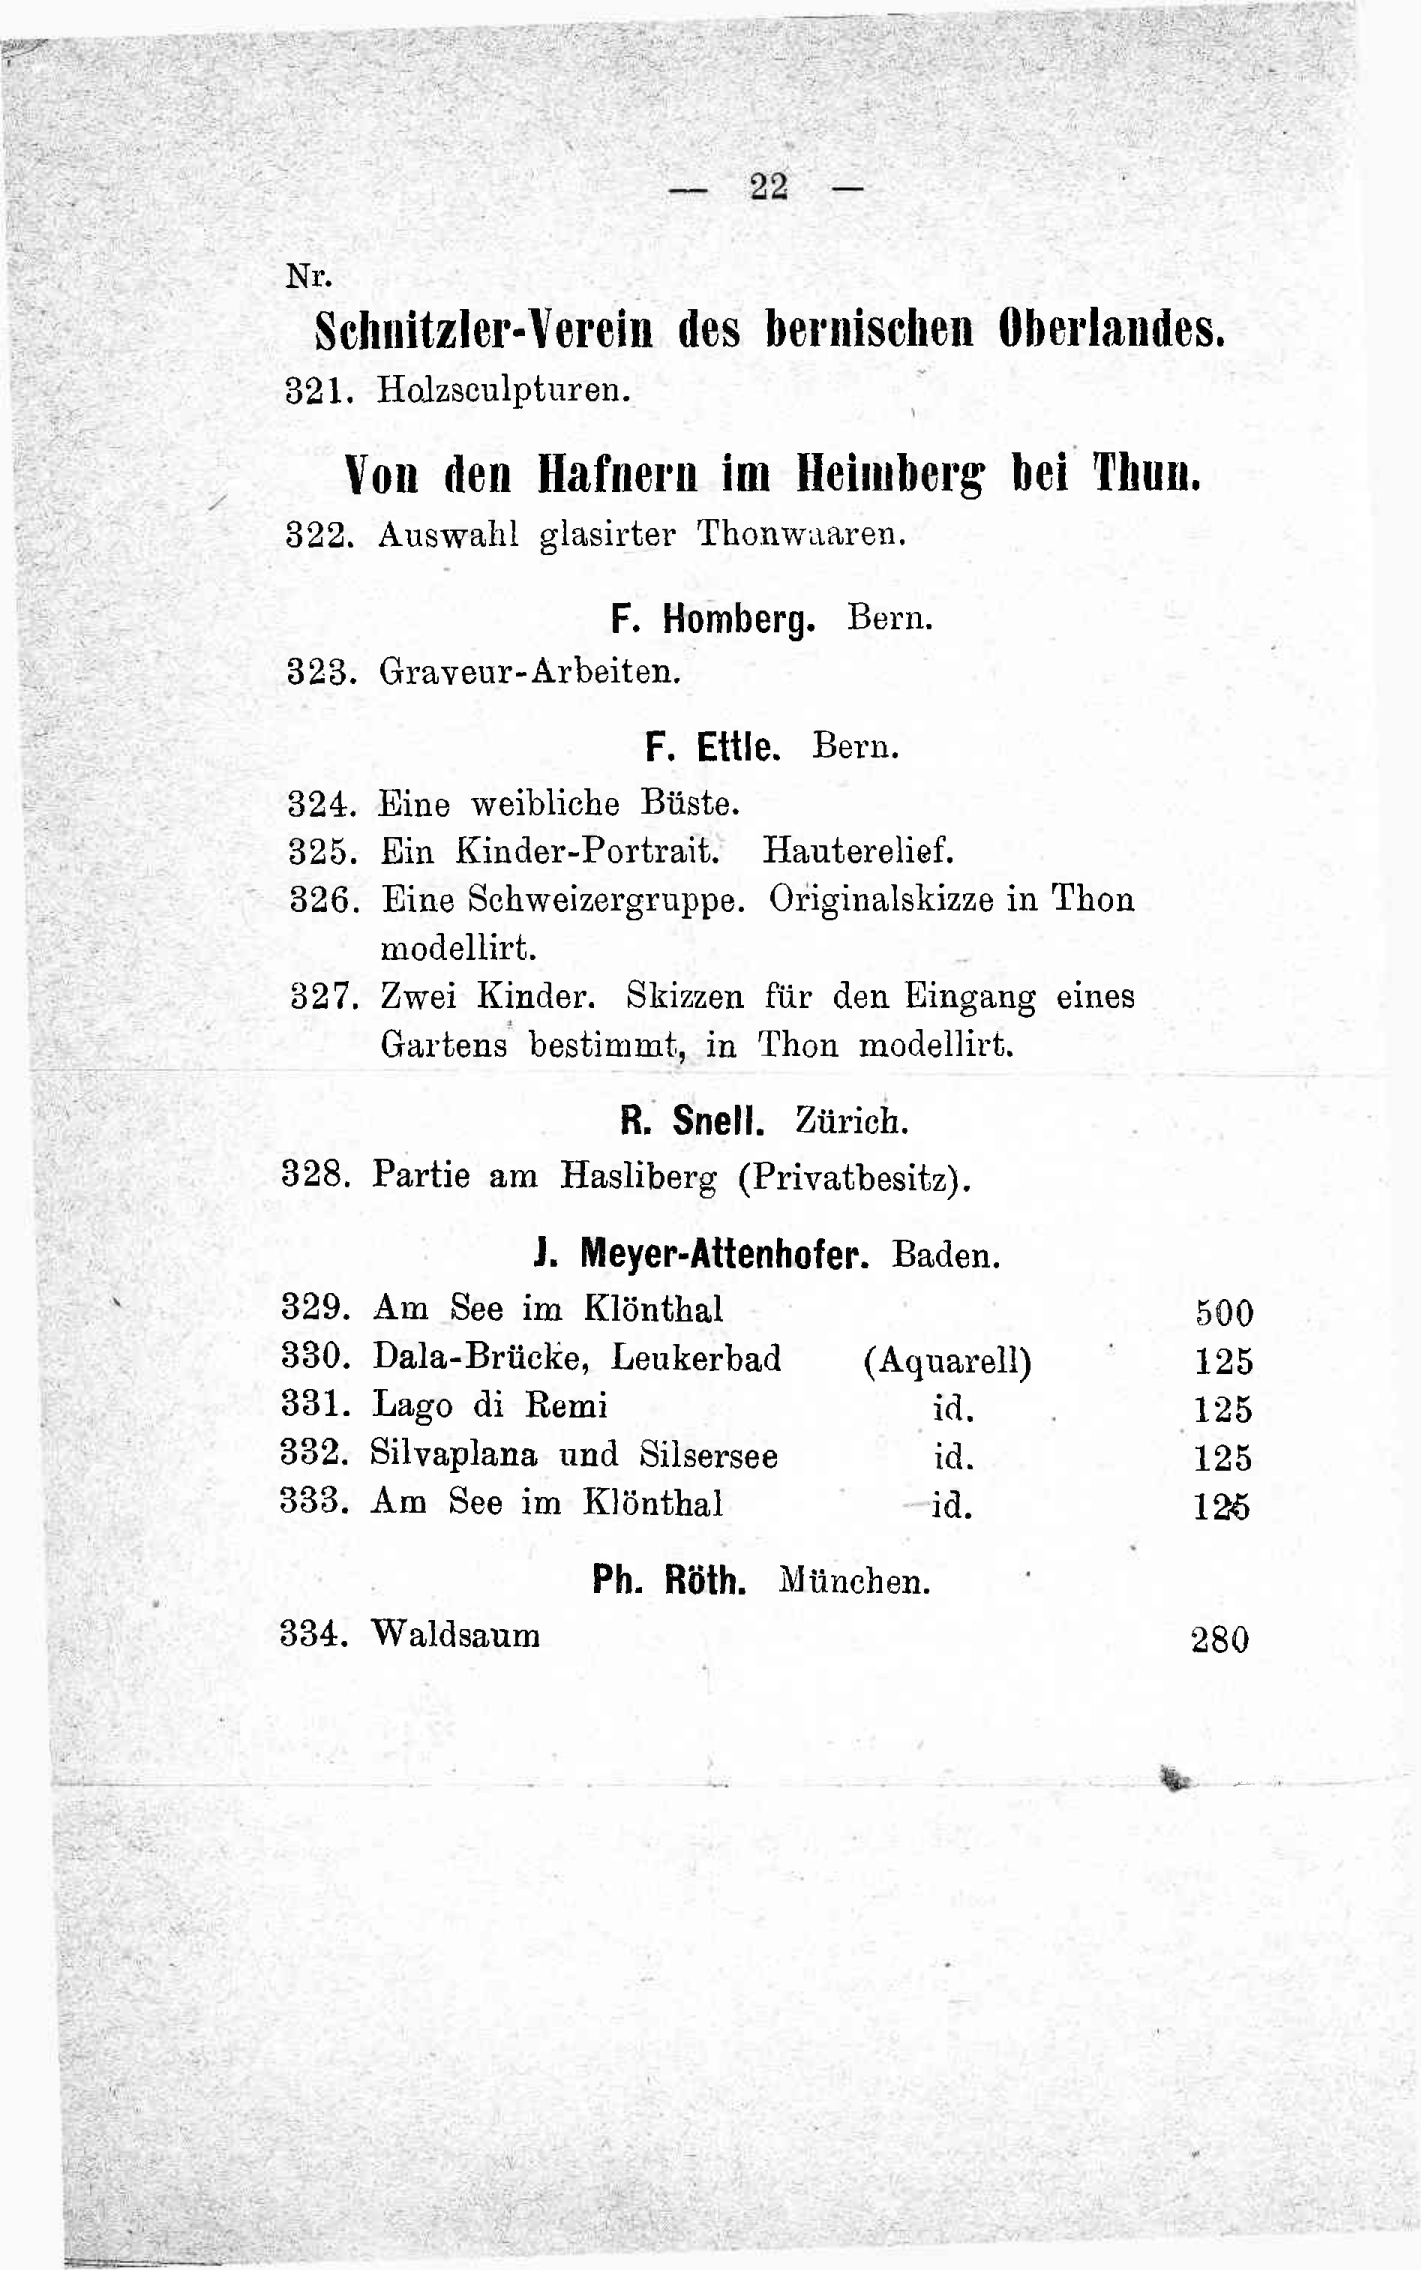 — 22 —
Nr.
Schnitzler-Verein des bernischen Oberlandes.
321. Holzsculpturen.
Von den Hafnern im Heimberg bei Thun.
322. Auswahl glasirter Thonwaaren.
F. Homberg. Bern.
323. Graveur-Arbeiten.
F. Ettle. Bern.
324. Eine weibliche Büste.
325. Ein Kinder-Portrait. Hauterelief.
326. Eine Schweizergruppe. Originalskizze in Thon
modellirt.
327. Zwei Kinder. Skizzen für den Eingang eines
Gartens bestimmt, in Thon modellirt.
R. Snell. Zürich.
328. Partie am Hasliberg (Privatbesitz).
J. Meyer-Attenhofer. Baden.
329. Am See im Klönthal 500
330. Dala-Brücke, Leukerbad (Aquarell) 125
331. Lago di Remi id. 125
332. Silvaplana und Silsersee id. 125
333. Am See im Klönthal id. 125
Ph. Röth. München.
334. Waldsaum 280